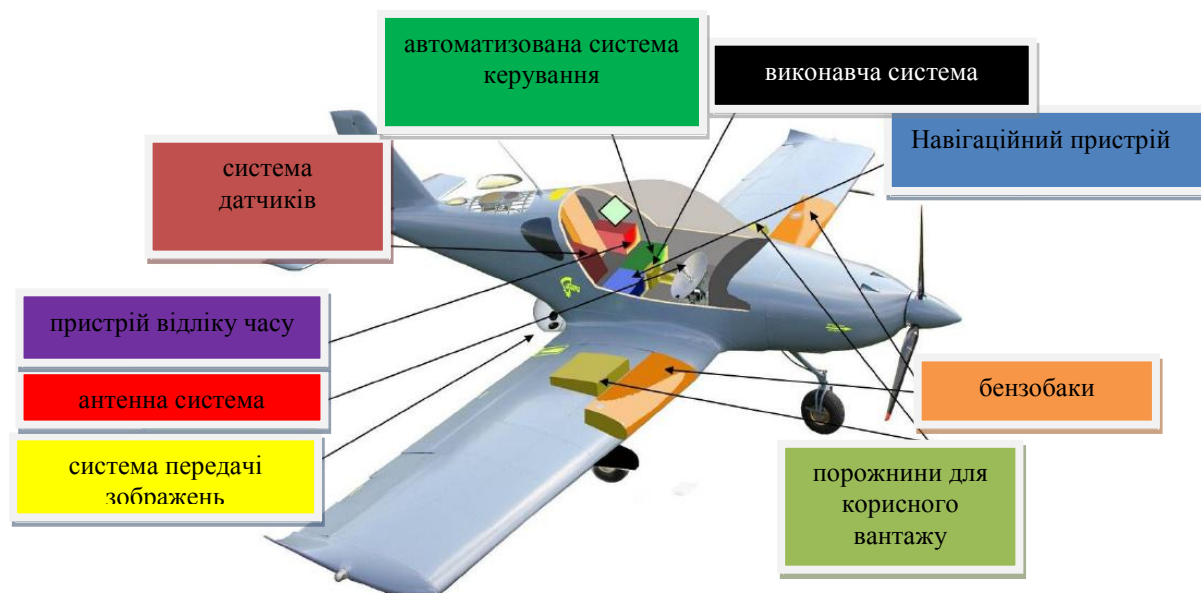 автоматизована система
керування
виконавча система
Навігаційний пристрій
система
датчиків
пристрій відліку часу
антенна система
система передачі
зображень
бензобаки
порожнини для
корисного
вантажу